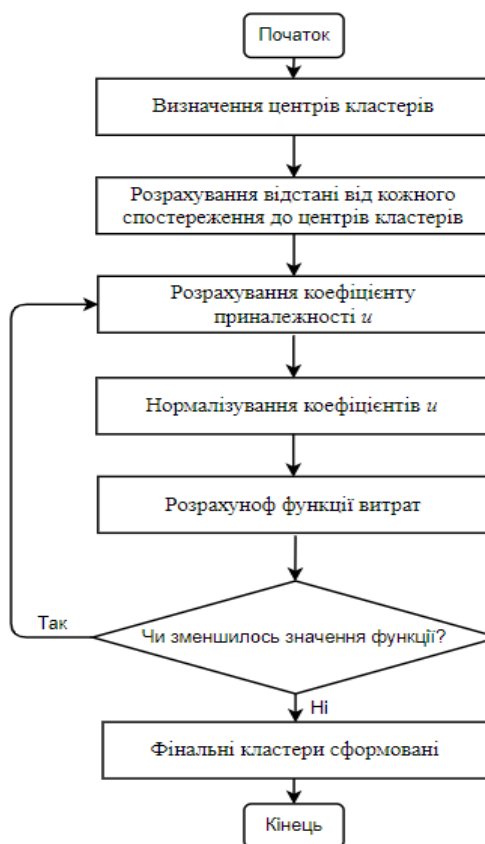 Початок
Визначення центрів кластерів
Розрахування відстані від кожного
спостереження до центрів кластерів
Розрахування коефіцієнту
приналежності u
Нормалізування коефіцієнтів u
Розрахуноф функції витрат
Чи зменшилось значення функції?
Так
Ні
Фінальні кластери сформовані
Кінець